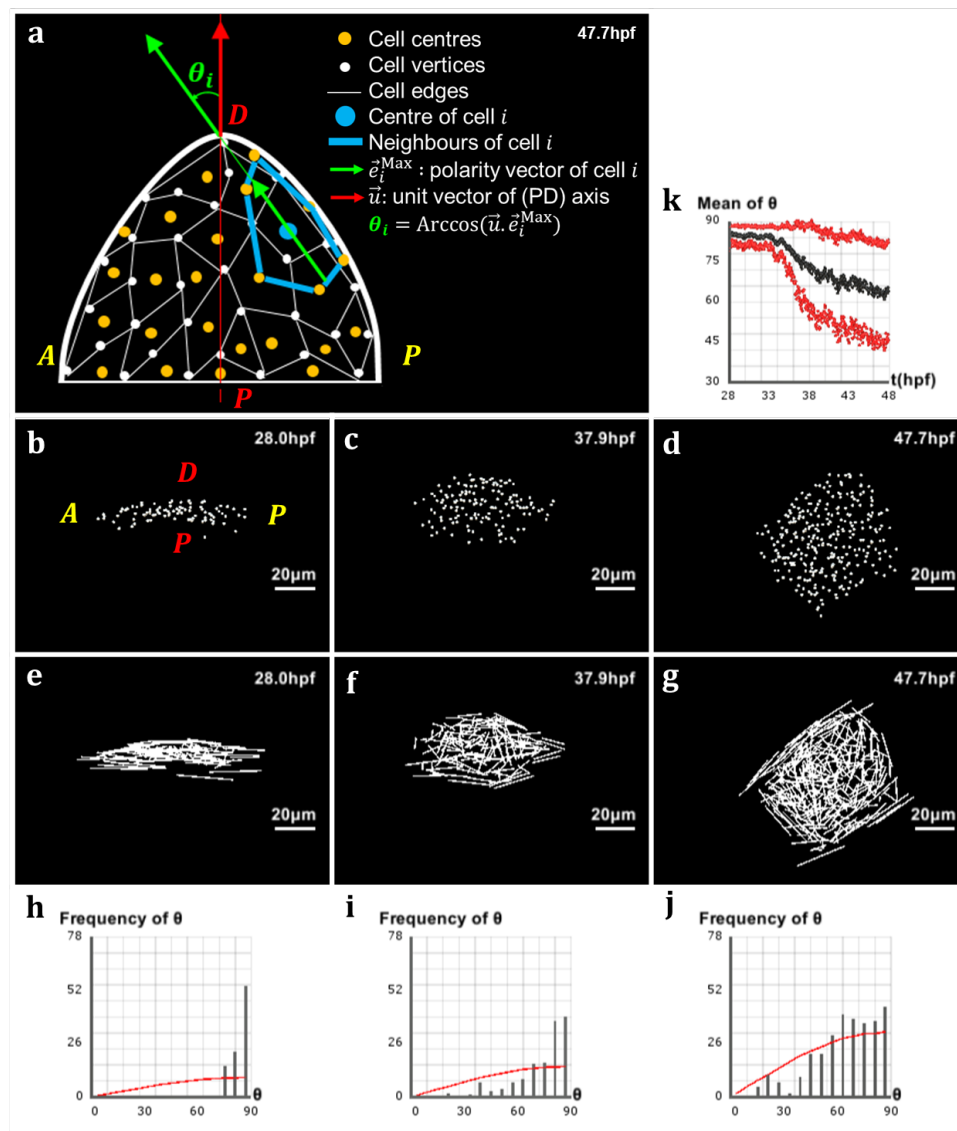 a
47.7hpf
Cell centres
Cell vertices
Cell edges
Centre of cell i
Neighbours of cell i
e⃗ᵢᴹᵃˣ : polarity vector of cell i
u⃗: unit vector of (PD) axis
θᵢ = Arccos(u⃗.e⃗ᵢᴹᵃˣ)
θᵢ
D
A
P
P
k
Mean of θ
90
75
60
45
30
28
33
38
43
48
t(hpf)
b
28.0hpf
D
A
P
P
20µm
c
37.9hpf
20µm
d
47.7hpf
20µm
e
28.0hpf
20µm
f
37.9hpf
20µm
g
47.7hpf
20µm
h
Frequency of θ
78
52
26
0
θ
0
30
60
90
i
Frequency of θ
78
52
26
0
θ
0
30
60
90
j
Frequency of θ
78
52
26
0
θ
0
30
60
90